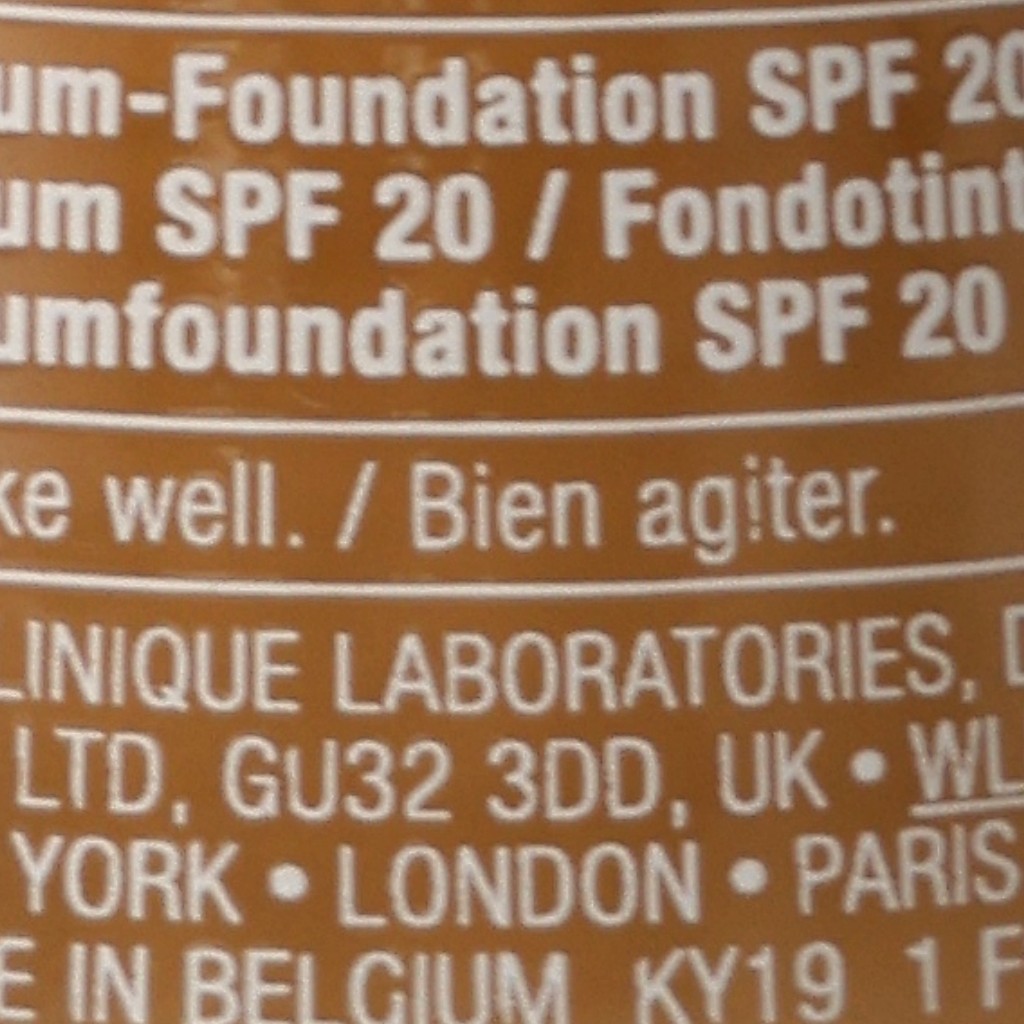 um-Foundation SPF 20
um SPF 20 / Fondotint
umfoundation SPF 20
ke well. / Bien agiter.
LINIQUE LABORATORIES, D
LTD, GU32 3DD, UK • WL
YORK • LONDON • PARIS
E IN BELGIUM KY19 1 F